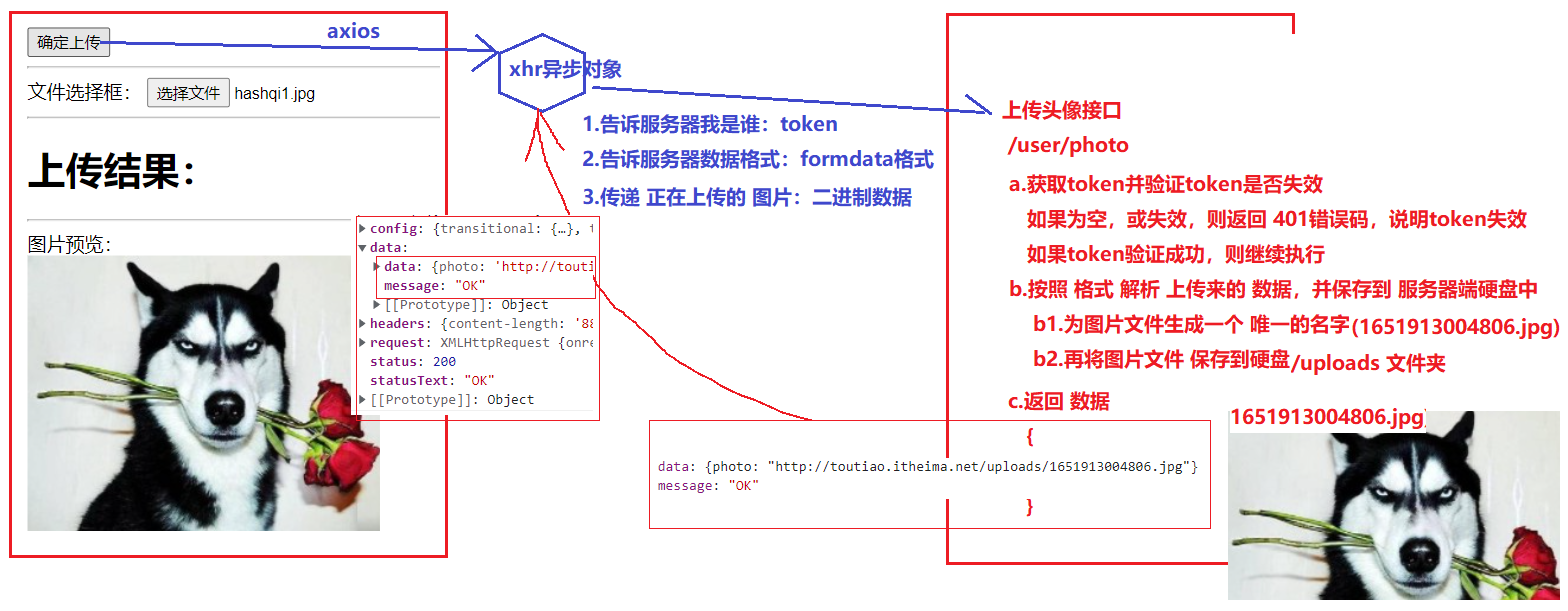 确定上传
文件选择框： 选择文件 hashqi1.jpg
上传结果：
图片预览：
axios
xhr异步对象
1.告诉服务器我是谁：token
2.告诉服务器数据格式：formdata格式
3.传递 正在上传的 图片：二进制数据
config: {transitional: {…}, t
data:
data: {photo: 'http://touti
message: "OK"
[[Prototype]]: Object
headers: {content-length: '88
request: XMLHttpRequest {onre
status: 200
statusText: "OK"
[[Prototype]]: Object
上传头像接口
/user/photo
a.获取token并验证token是否失效
如果为空，或失效，则返回 401错误码，说明token失效
如果token验证成功，则继续执行
b.按照 格式 解析 上传来的 数据，并保存到 服务器端硬盘中
b1.为图片文件生成一个 唯一的名字(1651913004806.jpg)
b2.再将图片文件 保存到硬盘/uploads 文件夹
c.返回 数据
{
data: {photo: "http://toutiao.itheima.net/uploads/1651913004806.jpg"}
message: "OK"
}
1651913004806.jpg